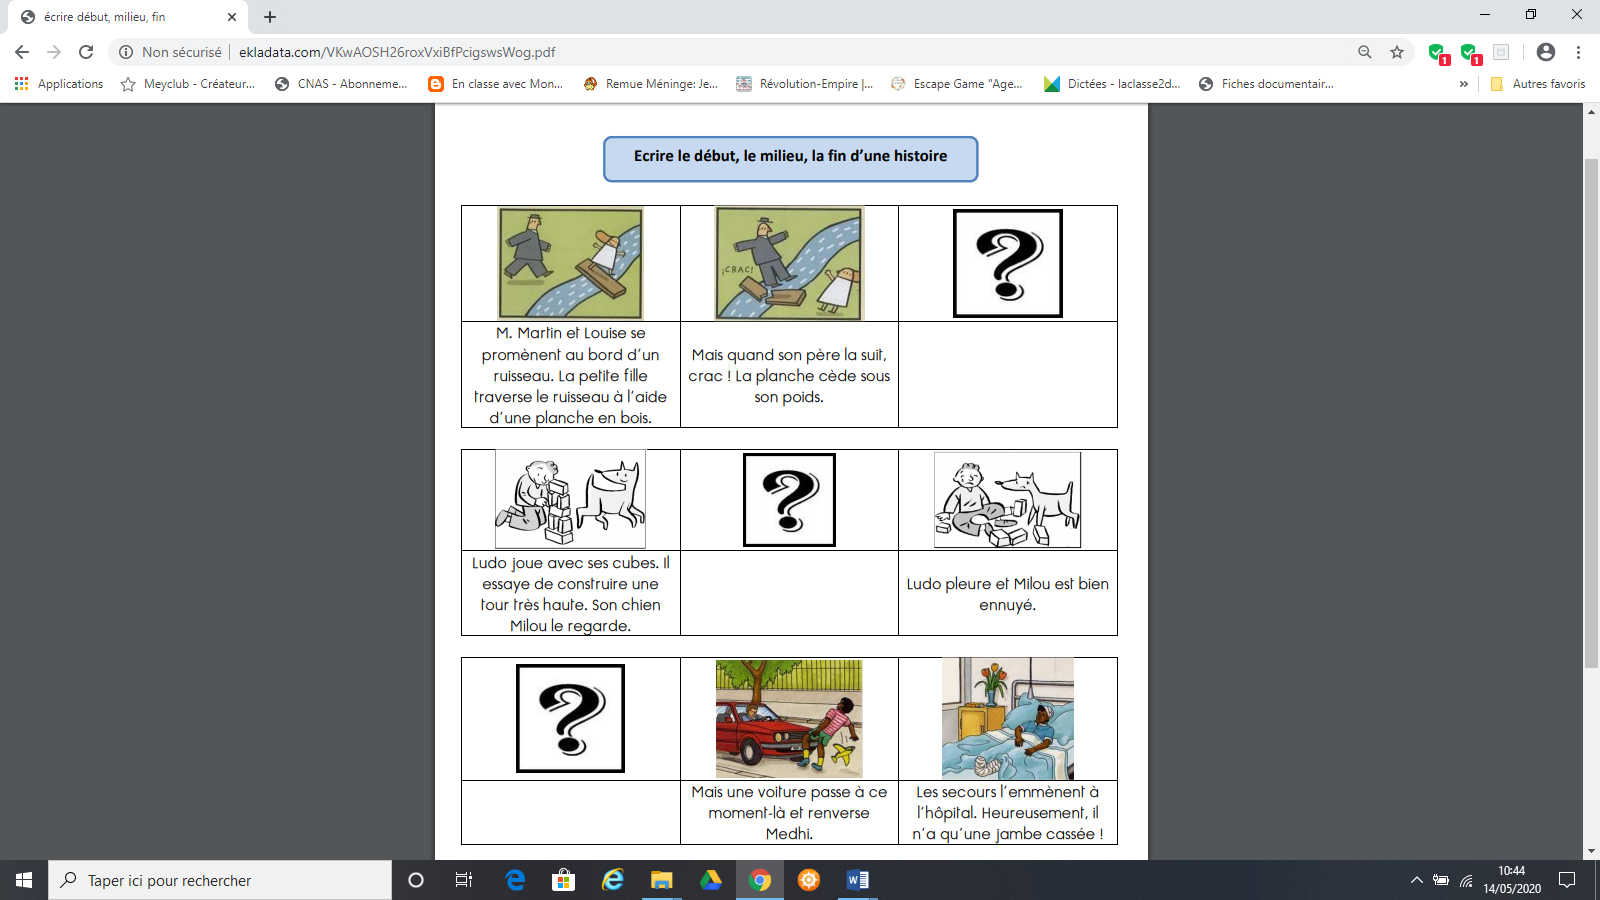 écrire début, milieu, fin
Non sécurisé
ekladata.com/VKwAOSH26roxVxiBfPcigswsWog.pdf
1
1
Applications
Meyclub - Créateur...
CNAS - Abonneme...
En classe avec Mon...
Remue Méninge: Je...
Révolution-Empire |...
Escape Game "Age...
Dictées - laclasse2d...
Fiches documentair...
»
Autres favoris
Ecrire le début, le milieu, la fin d'une histoire
¡CRAC!
?
M. Martin et Louise se
promènent au bord d'un
ruisseau. La petite fille
traverse le ruisseau à l'aide
d'une planche en bois.
Mais quand son père la suit,
crac ! La planche cède sous
son poids.
?
Ludo joue avec ses cubes. Il
essaye de construire une
tour très haute. Son chien
Milou le regarde.
Ludo pleure et Milou est bien
ennuyé.
?
Mais une voiture passe à ce
moment-là et renverse
Medhi.
Les secours l'emmènent à
l'hôpital. Heureusement, il
n'a qu'une jambe cassée !
Taper ici pour rechercher
10:44
14/05/2020